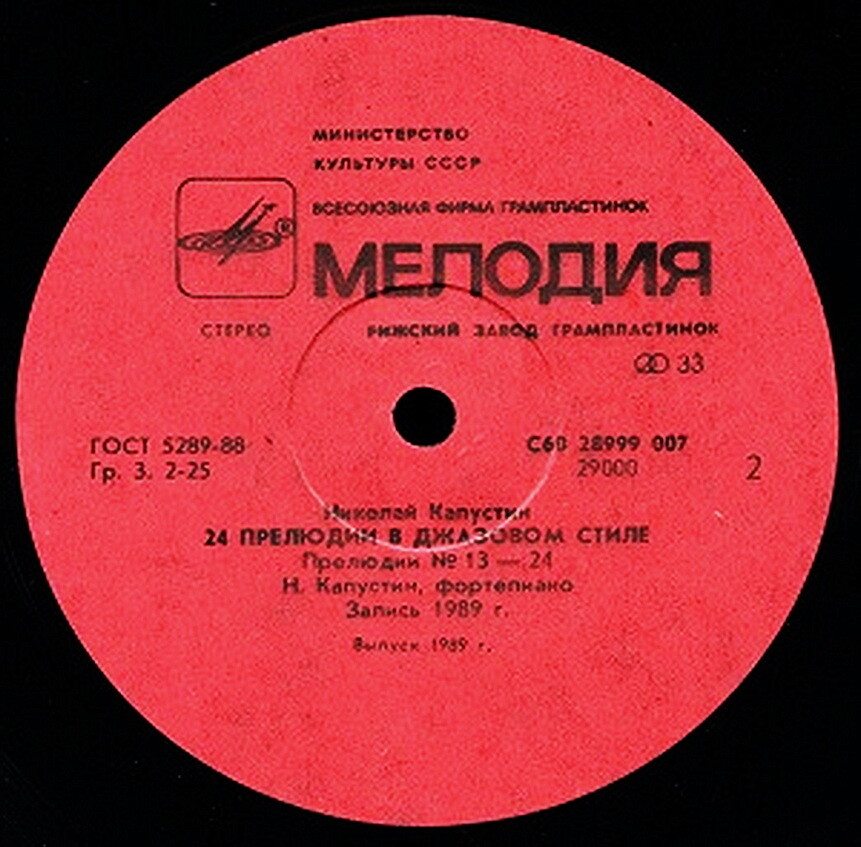 МИНИСТЕРСТВО
КУЛЬТУРЫ СССР
ВСЕСОЮЗНАЯ ФИРМА ГРАМПЛАСТИНОК
®
МЕЛОДИЯ
СТЕРЕО
РИЖСКИЙ ЗАВОД ГРАМПЛАСТИНОК
33
ГОСТ 5289-88
Гр. 3. 2-25
С60 28999 007
29000
2
Николай Капустин
24 ПРЕЛЮДИИ В ДЖАЗОВОМ СТИЛЕ
Прелюдии № 13 — 24
Н. Капустин, фортепиано
Запись 1989 г.
Выпуск 1989 г.